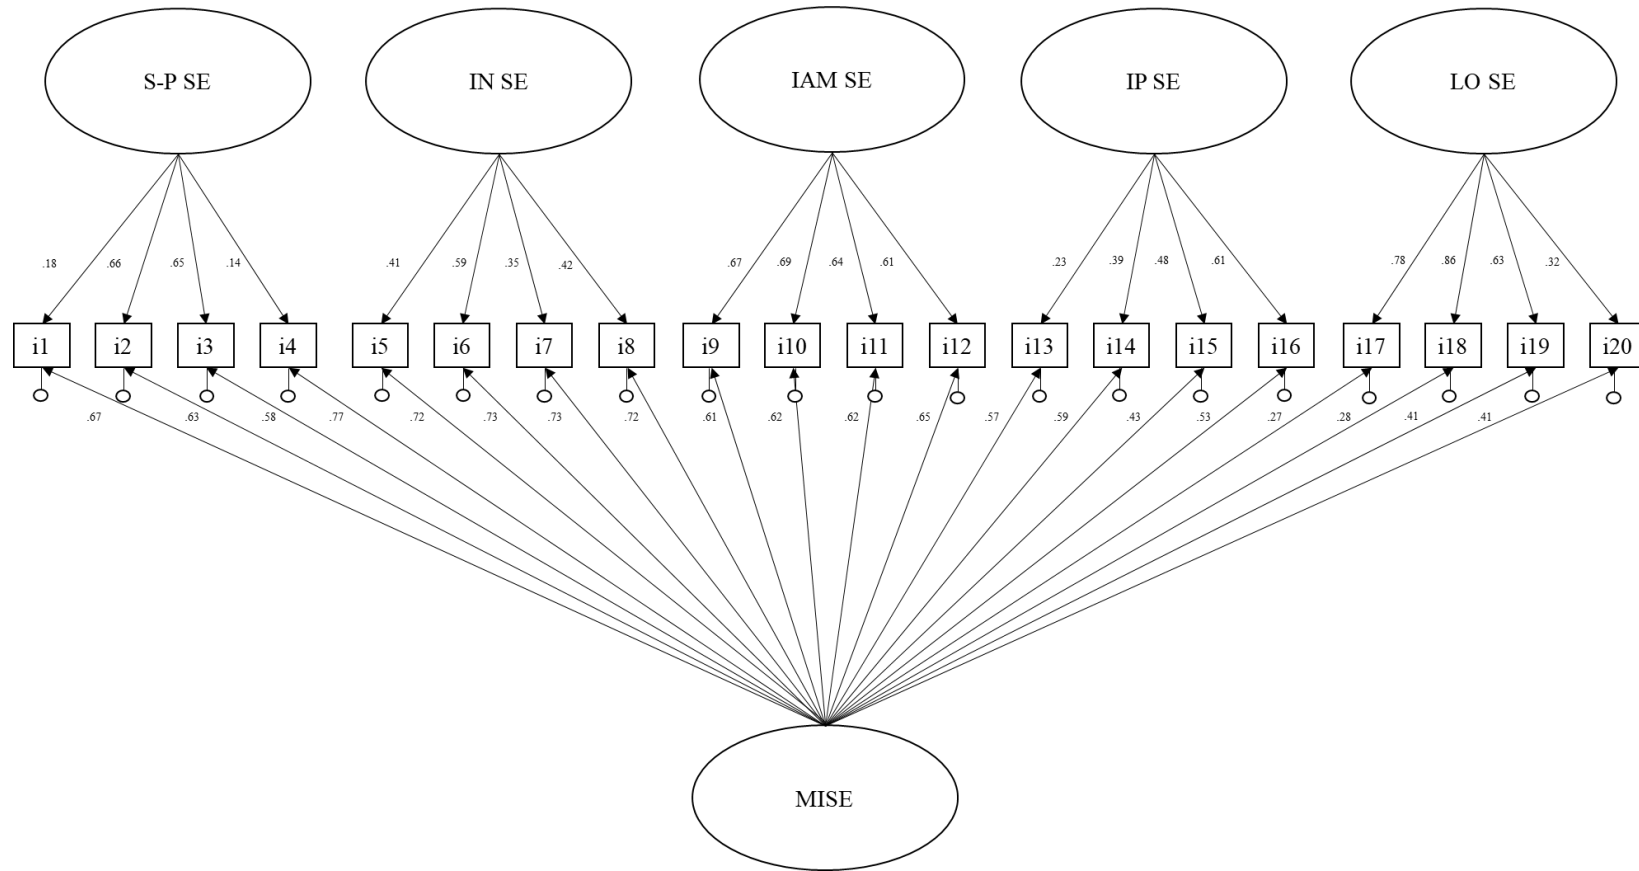 S-P SE IN SE IAM SE IP SE LO SE
.18 .66 .65 .14 .41 .59 .35 .42 .67 .69 .64 .61 .23 .39 .48 .61 .78 .86 .63 .32
i1 i2 i3 i4 i5 i6 i7 i8 i9 i10 i11 i12 i13 i14 i15 i16 i17 i18 i19 i20
.67 .63 .58 .77 .72 .73 .73 .72 .61 .62 .62 .65 .57 .59 .43 .53 .27 .28 .41 .41
MISE